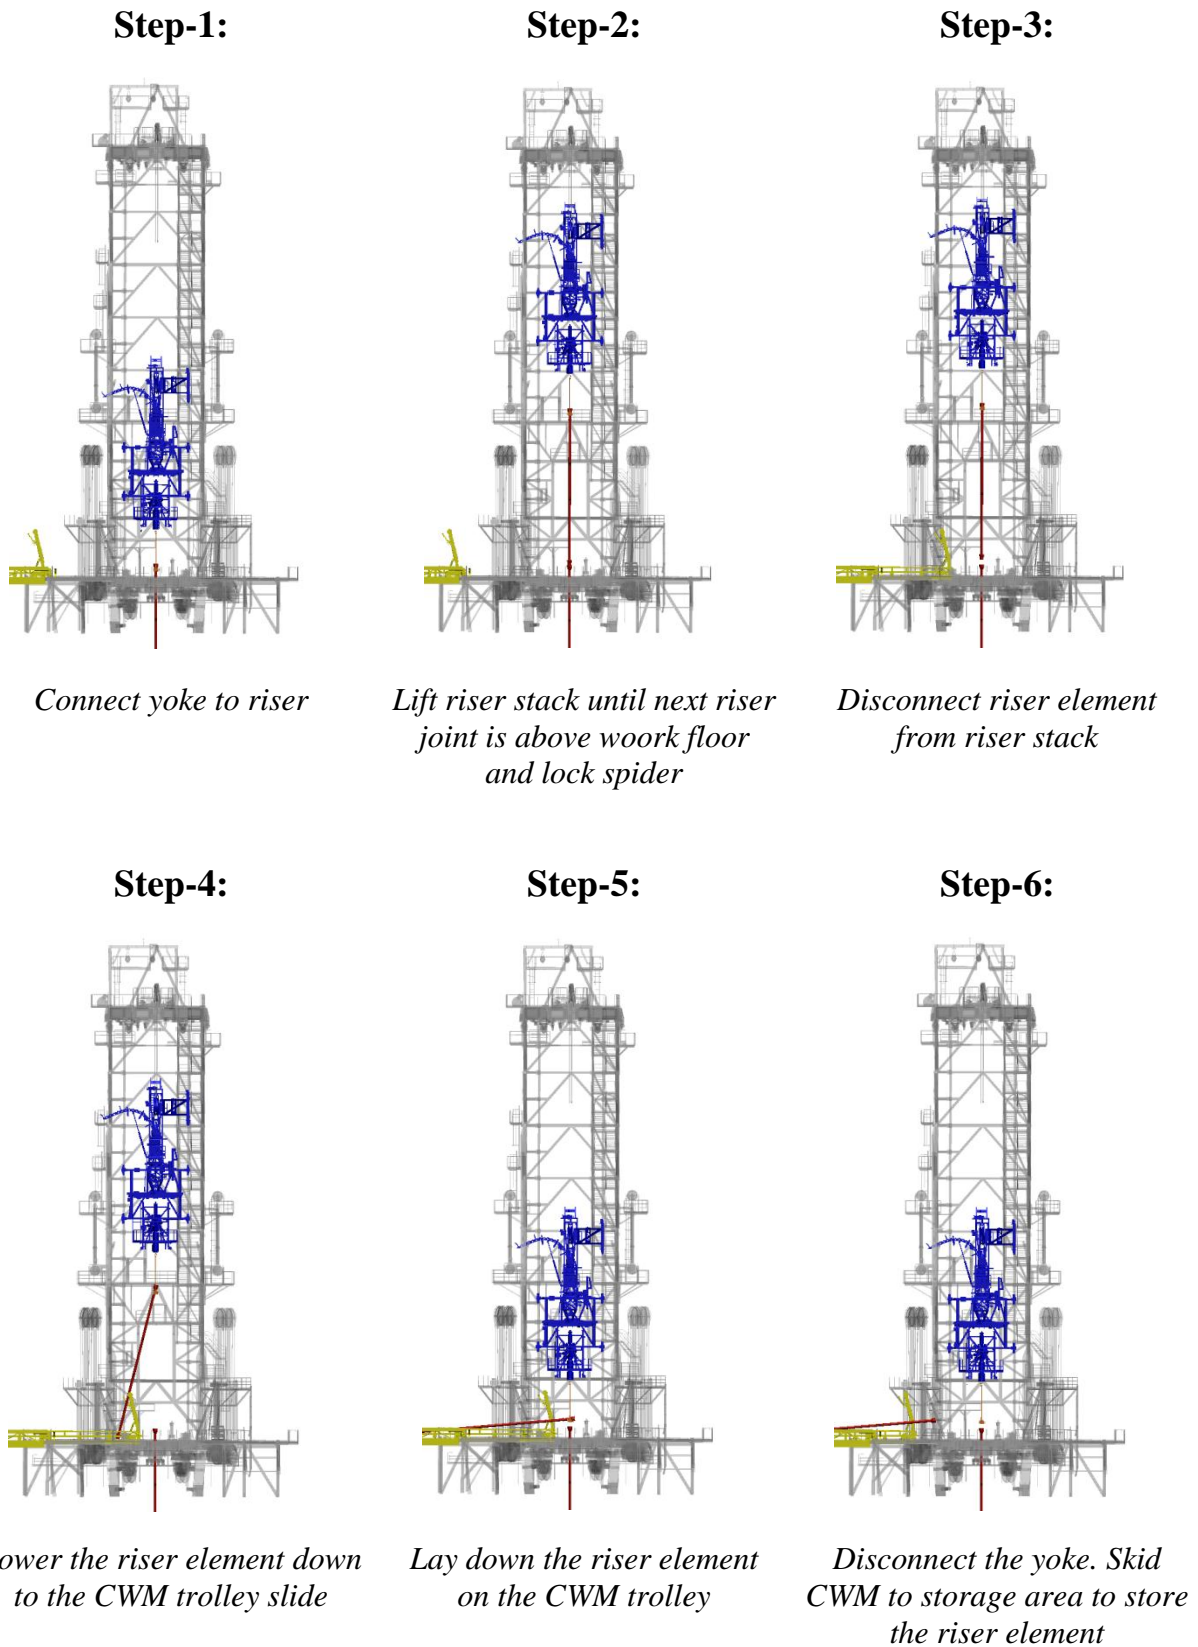 Step-1:
Step-2:
Step-3:
Connect yoke to riser
Lift riser stack until next riser
joint is above woork floor
and lock spider
Disconnect riser element
from riser stack
Step-4:
Step-5:
Step-6:
ower the riser element down
to the CWM trolley slide
Lay down the riser element
on the CWM trolley
Disconnect the yoke. Skid
CWM to storage area to store
the riser element